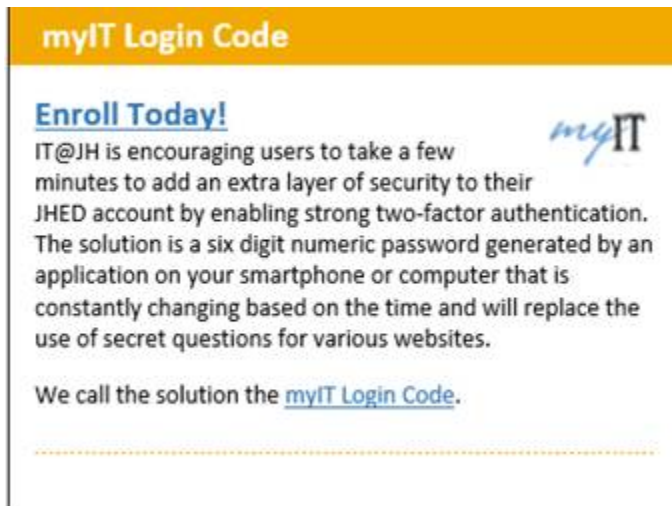 myIT Login Code
Enroll Today!
myIT
IT@JH is encouraging users to take a few
minutes to add an extra layer of security to their
JHED account by enabling strong two-factor authentication.
The solution is a six digit numeric password generated by an
application on your smartphone or computer that is
constantly changing based on the time and will replace the
use of secret questions for various websites.
We call the solution the myIT Login Code.